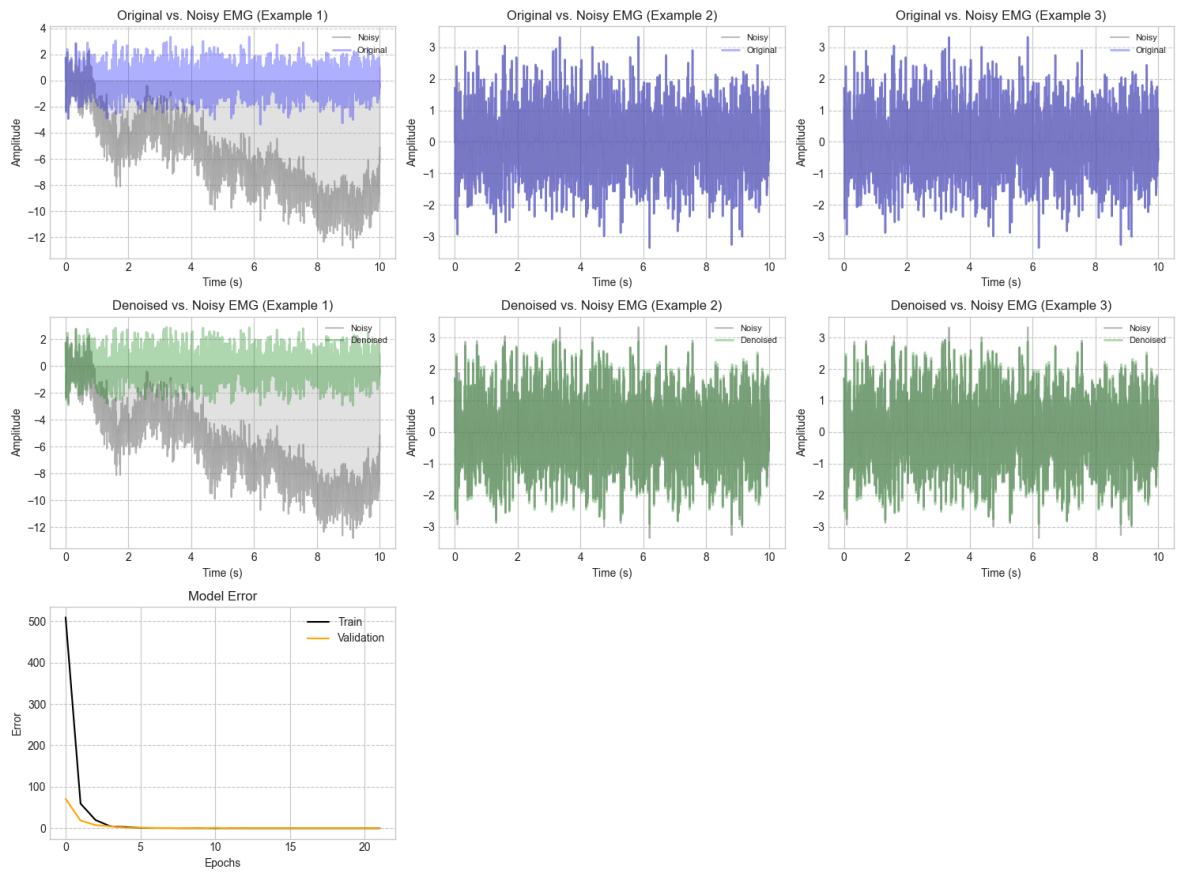 Original vs. Noisy EMG (Example 1)
4
2
0
−2
−4
−6
−8
−10
−12
Amplitude
Noisy
Original
0 2 4 6 8 10
Time (s)
Original vs. Noisy EMG (Example 2)
3
2
1
0
−1
−2
−3
Amplitude
Noisy
Original
0 2 4 6 8 10
Time (s)
Original vs. Noisy EMG (Example 3)
3
2
1
0
−1
−2
−3
Amplitude
Noisy
Original
0 2 4 6 8 10
Time (s)
Denoised vs. Noisy EMG (Example 1)
2
0
−2
−4
−6
−8
−10
−12
Amplitude
Noisy
Denoised
0 2 4 6 8 10
Time (s)
Denoised vs. Noisy EMG (Example 2)
3
2
1
0
−1
−2
−3
Amplitude
Noisy
Denoised
0 2 4 6 8 10
Time (s)
Denoised vs. Noisy EMG (Example 3)
3
2
1
0
−1
−2
−3
Amplitude
Noisy
Denoised
0 2 4 6 8 10
Time (s)
Model Error
500
400
300
200
100
0
Error
Train
Validation
0 5 10 15 20
Epochs